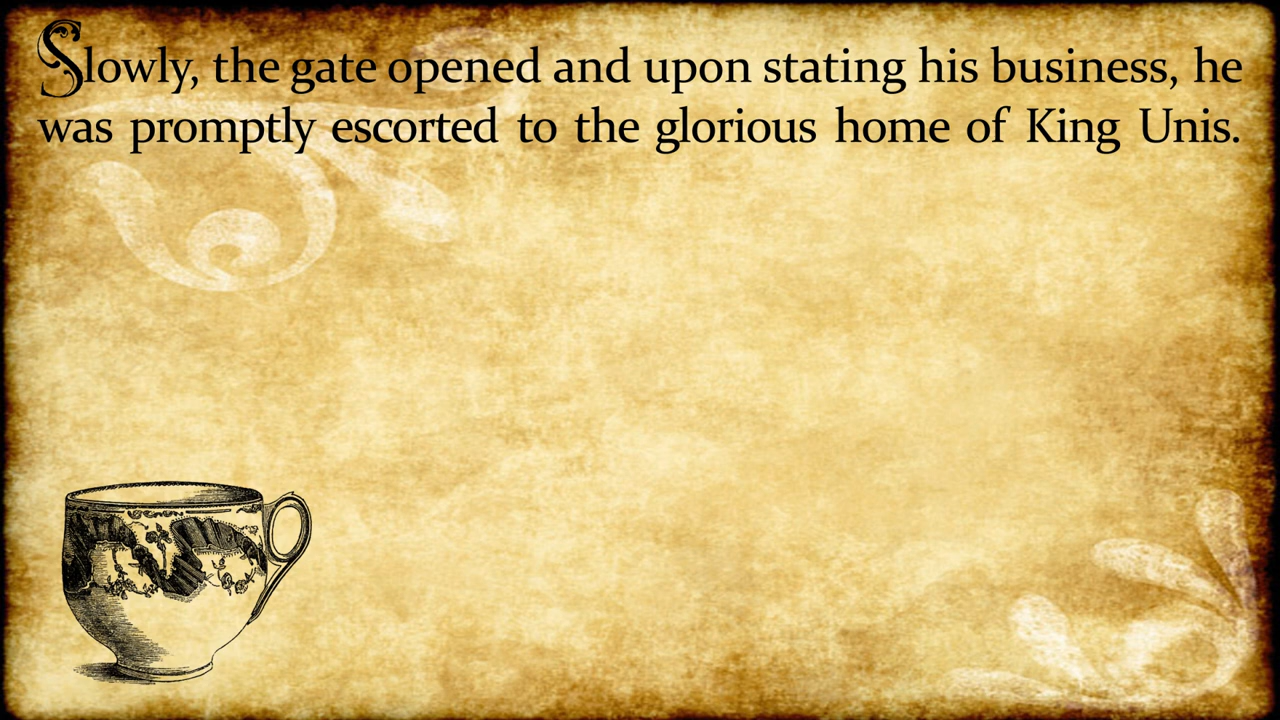 Slowly, the gate opened and upon stating his business, he
was promptly escorted to the glorious home of King Unis.